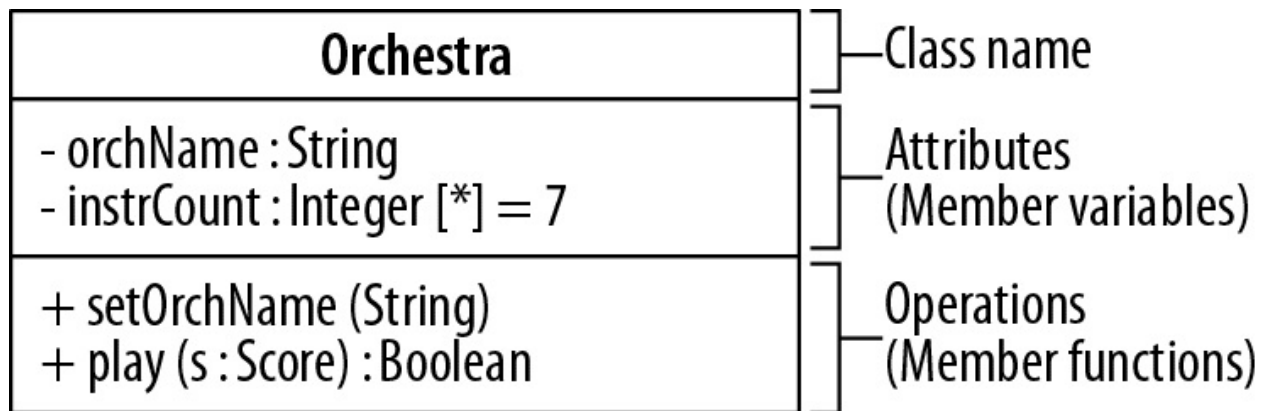 Orchestra
Class name
- orchName : String
- instrCount : Integer [*] = 7
Attributes
(Member variables)
+ setOrchName (String)
+ play (s : Score) : Boolean
Operations
(Member functions)